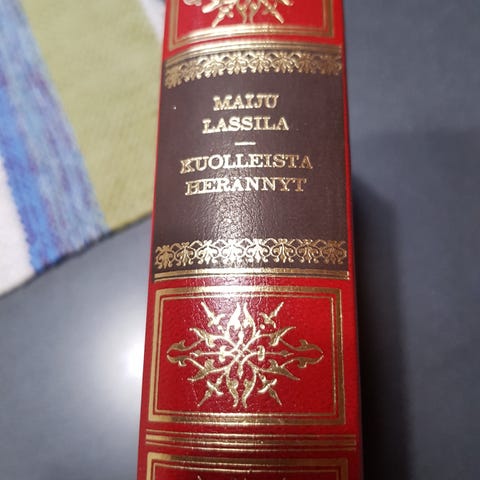 MAIJU
LASSILA
KUOLLEISTA
HERÄNNYT